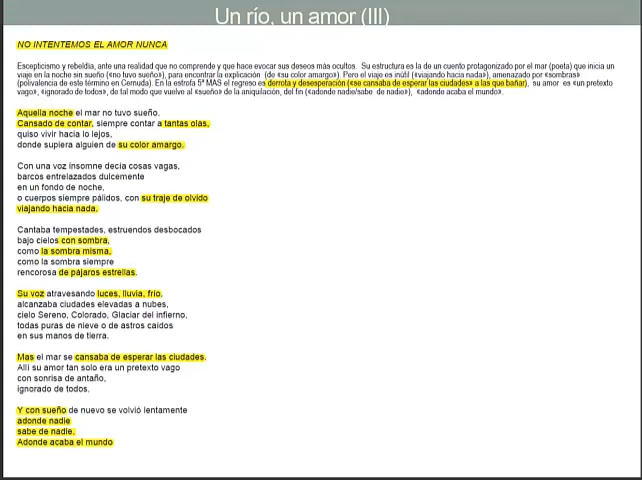 Un río, un amor (III)
NO INTENTEMOS EL AMOR NUNCA
Escepticismo y rebeldía, ante una realidad que no comprende y que hace evocar sus deseos más ocultos. Su estructura es la de un cuento protagonizado por el mar (poeta) que inicia un
viaje en la noche sin sueño («no tuvo sueño»), para encontrar la explicación (de «su color amargo»). Pero el viaje es inútil («viajando hacia nada»), amenazado por «sombras»
(polivalencia de este término en Cernuda). En la estrofa 5ª MAS el regreso es derrota y desesperación («se cansaba de esperar las ciudades» a las que bañar), su amor es «un pretexto
vago», «ignorado de todos», de tal modo que vuelve al «sueño» de la aniquilación, del fin («adonde nadie/sabe de nadie»), «adonde acaba el mundo».
Aquella noche el mar no tuvo sueño.
Cansado de contar, siempre contar a tantas olas,
quiso vivir hacia lo lejos,
donde supiera alguien de su color amargo.
Con una voz insomne decía cosas vagas,
barcos entrelazados dulcemente
en un fondo de noche,
o cuerpos siempre pálidos, con su traje de olvido
viajando hacia nada.
Cantaba tempestades, estruendos desbocados
bajo cielos con sombra,
como la sombra misma,
como la sombra siempre
rencorosa de pájaros estrellas.
Su voz atravesando luces, lluvia, frío,
alcanzaba ciudades elevadas a nubes,
cielo Sereno, Colorado, Glaciar del infierno,
todas puras de nieve o de astros caídos
en sus manos de tierra.
Mas el mar se cansaba de esperar las ciudades.
Allí su amor tan solo era un pretexto vago
con sonrisa de antaño,
ignorado de todos.
Y con sueño de nuevo se volvió lentamente
adonde nadie
sabe de nadie.
Adonde acaba el mundo